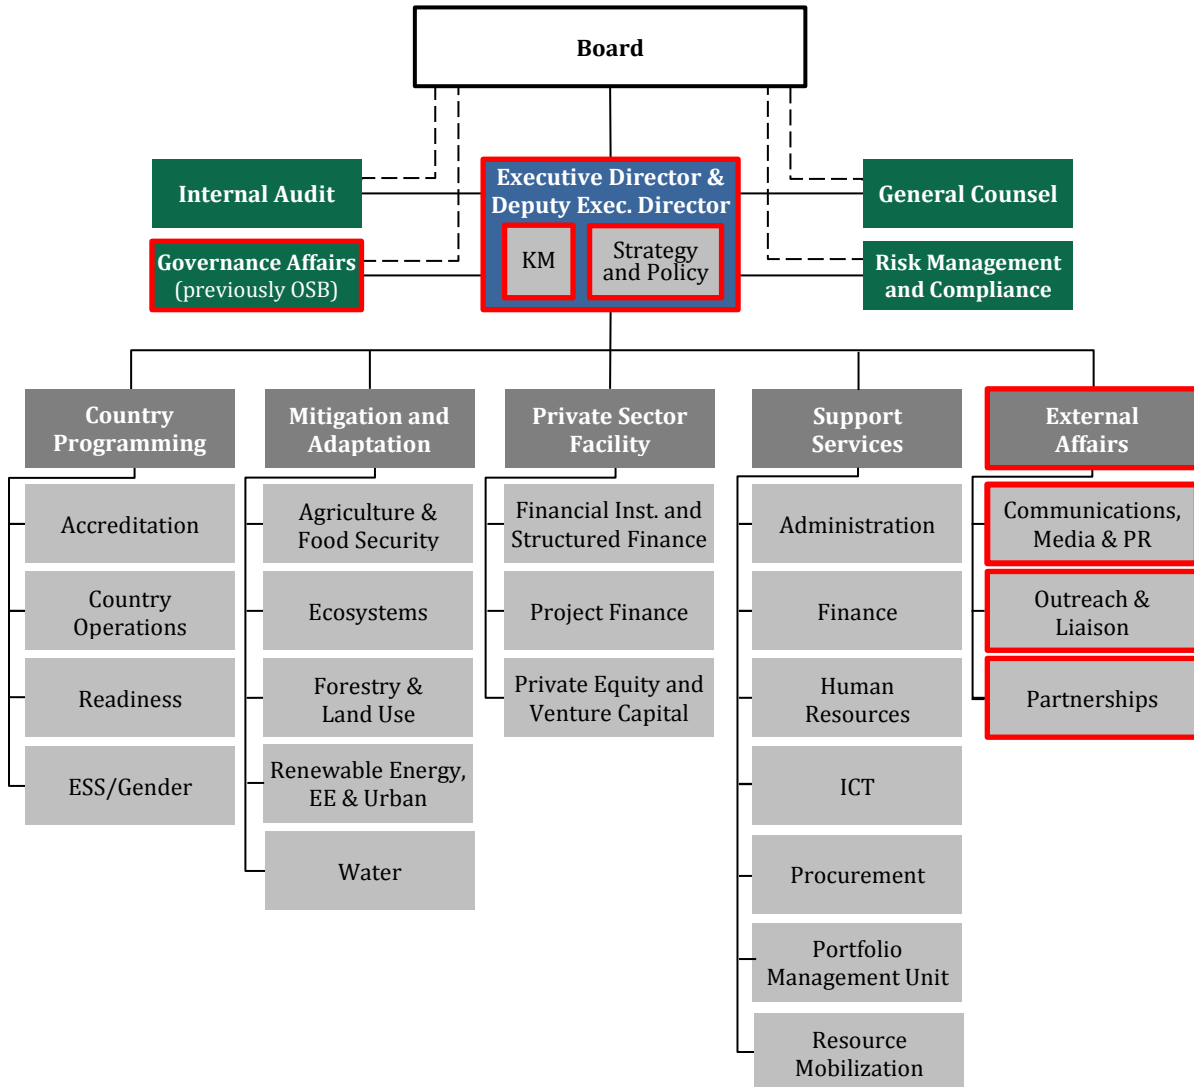 Board
Internal Audit
Executive Director &
Deputy Exec. Director
General Counsel
Governance Affairs
(previously OSB)
KM
Strategy
and Policy
Risk Management
and Compliance
Country
Programming
Mitigation and
Adaptation
Private Sector
Facility
Support
Services
External
Affairs
Accreditation
Country
Operations
Readiness
ESS/Gender
Agriculture &
Food Security
Ecosystems
Forestry &
Land Use
Renewable Energy,
EE & Urban
Water
Financial Inst. and
Structured Finance
Project Finance
Private Equity and
Venture Capital
Administration
Finance
Human
Resources
ICT
Procurement
Portfolio
Management Unit
Resource
Mobilization
Communications,
Media & PR
Outreach &
Liaison
Partnerships